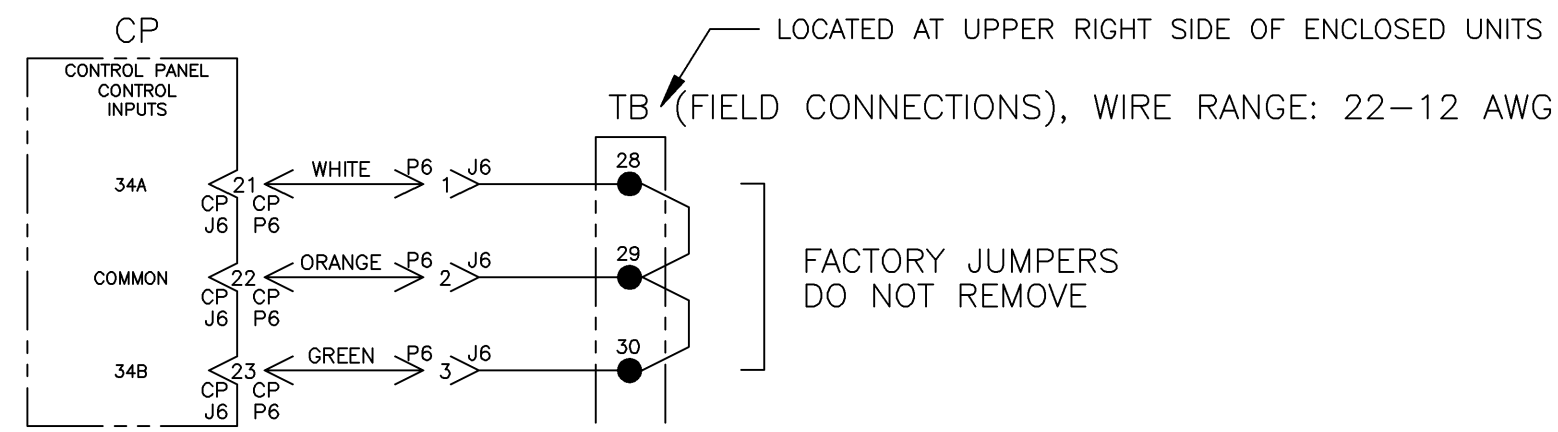 CP
LOCATED AT UPPER RIGHT SIDE OF ENCLOSED UNITS
CONTROL PANEL
CONTROL
INPUTS
TB (FIELD CONNECTIONS), WIRE RANGE: 22-12 AWG
34A
21
WHITE
P6
1
J6
28
CP CP
J6 P6
COMMON
22
ORANGE
P6
2
J6
29
CP CP
J6 P6
FACTORY JUMPERS
DO NOT REMOVE
34B
23
GREEN
P6
3
J6
30
CP CP
J6 P6